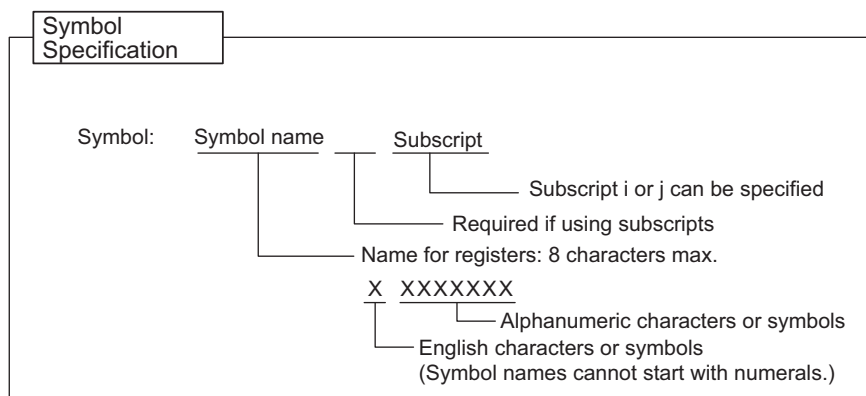 Symbol
Specification
Symbol: Symbol name Subscript
Subscript i or j can be specified
Required if using subscripts
Name for registers: 8 characters max.
X XXXXXXX
Alphanumeric characters or symbols
English characters or symbols
(Symbol names cannot start with numerals.)